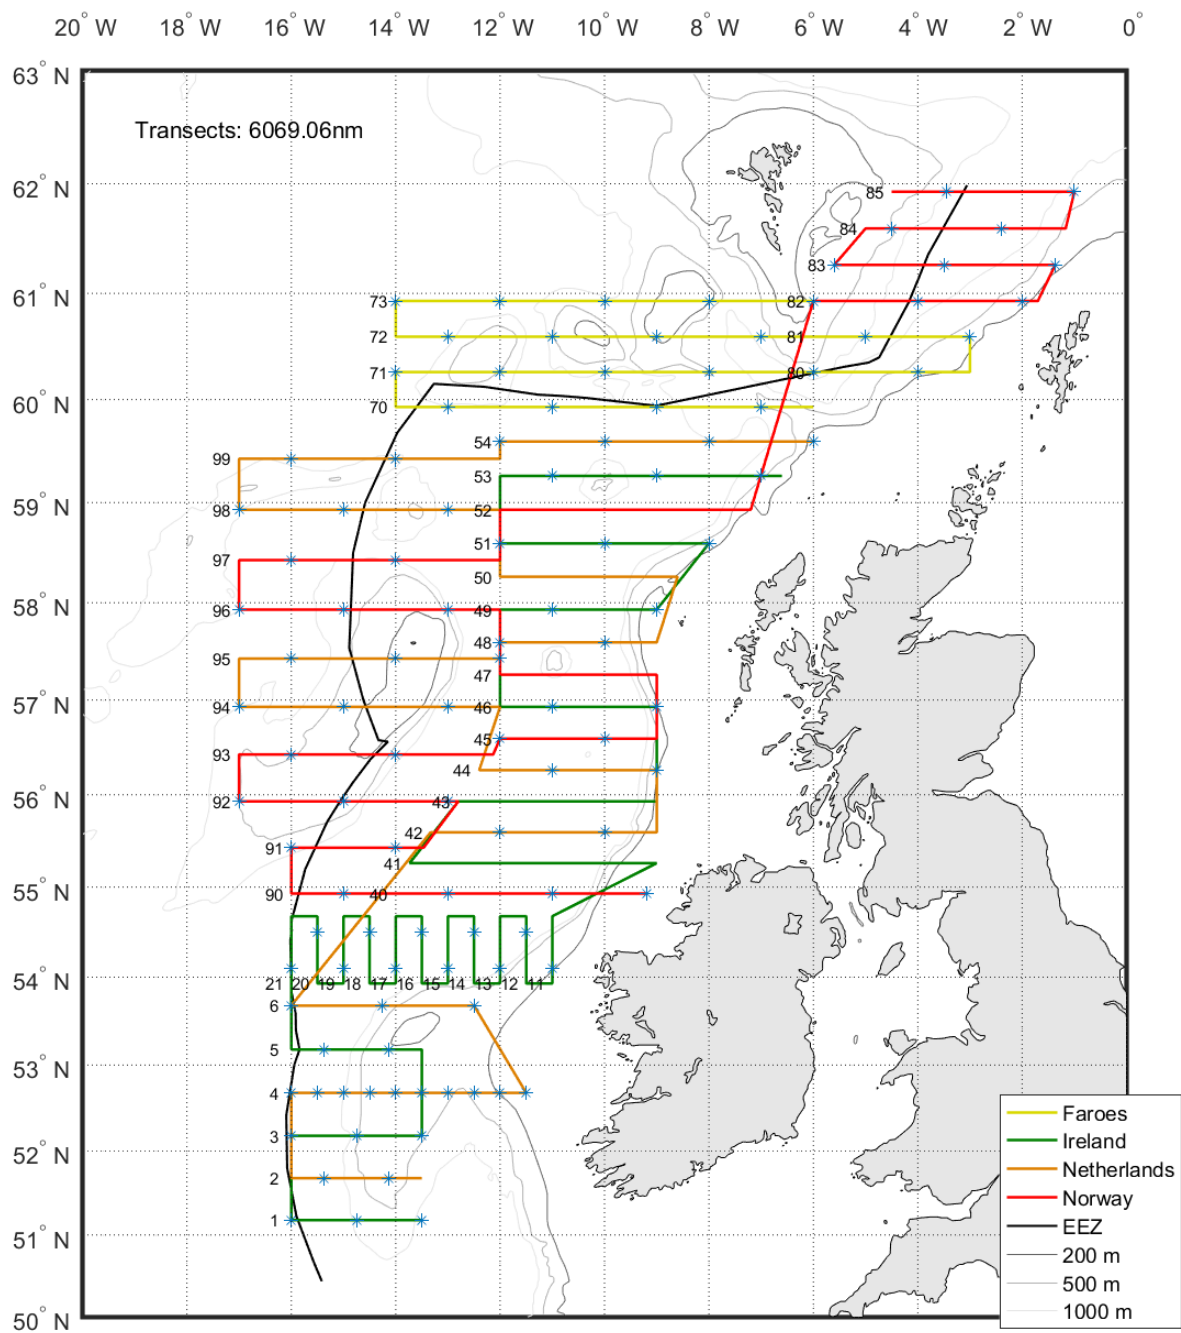 20° W 18° W 16° W 14° W 12° W 10° W 8° W 6° W 4° W 2° W 0°
63° N
Transects: 6069.06nm
62° N
85
84
83
61° N
73 82
72 81
71 80
60° N
70
54
99
53
59° N
98 52
51
97
50
58° N
96 49
48
95
47
57° N
94 46
45
93
44
56° N
92 43
42
91
41
55° N
90 40
54° N
21 20 19 18 17 16 15 14 13 12 11
6
5
53° N
4
3
52° N
2
1
51° N
50° N
Faroes
Ireland
Netherlands
Norway
EEZ
200 m
500 m
1000 m